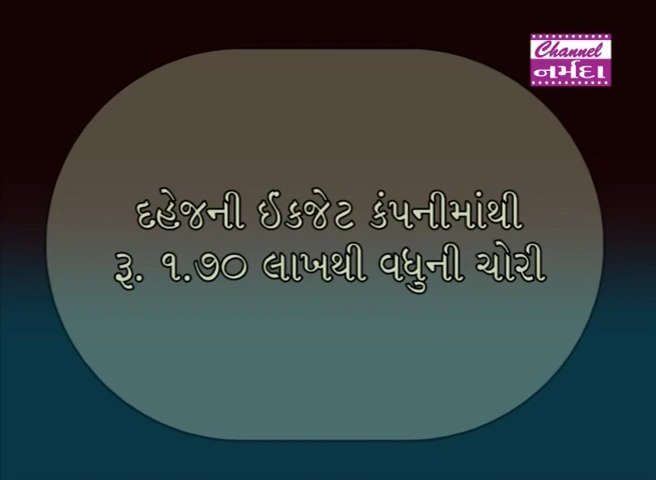 Channel
નર્મદા
દહેજની ઈકજેટ કંપનીમાંથી
રૂ. ૧.૭૦ લાખથી વધુની ચોરી